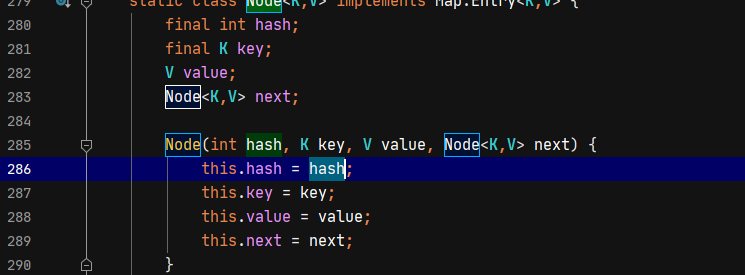 279 static class Node<K,V> implements Map.Entry<K,V> {
280 final int hash;
281 final K key;
282 V value;
283 Node<K,V> next;
284
285 Node(int hash, K key, V value, Node<K,V> next) {
286 this.hash = hash;
287 this.key = key;
288 this.value = value;
289 this.next = next;
290 }